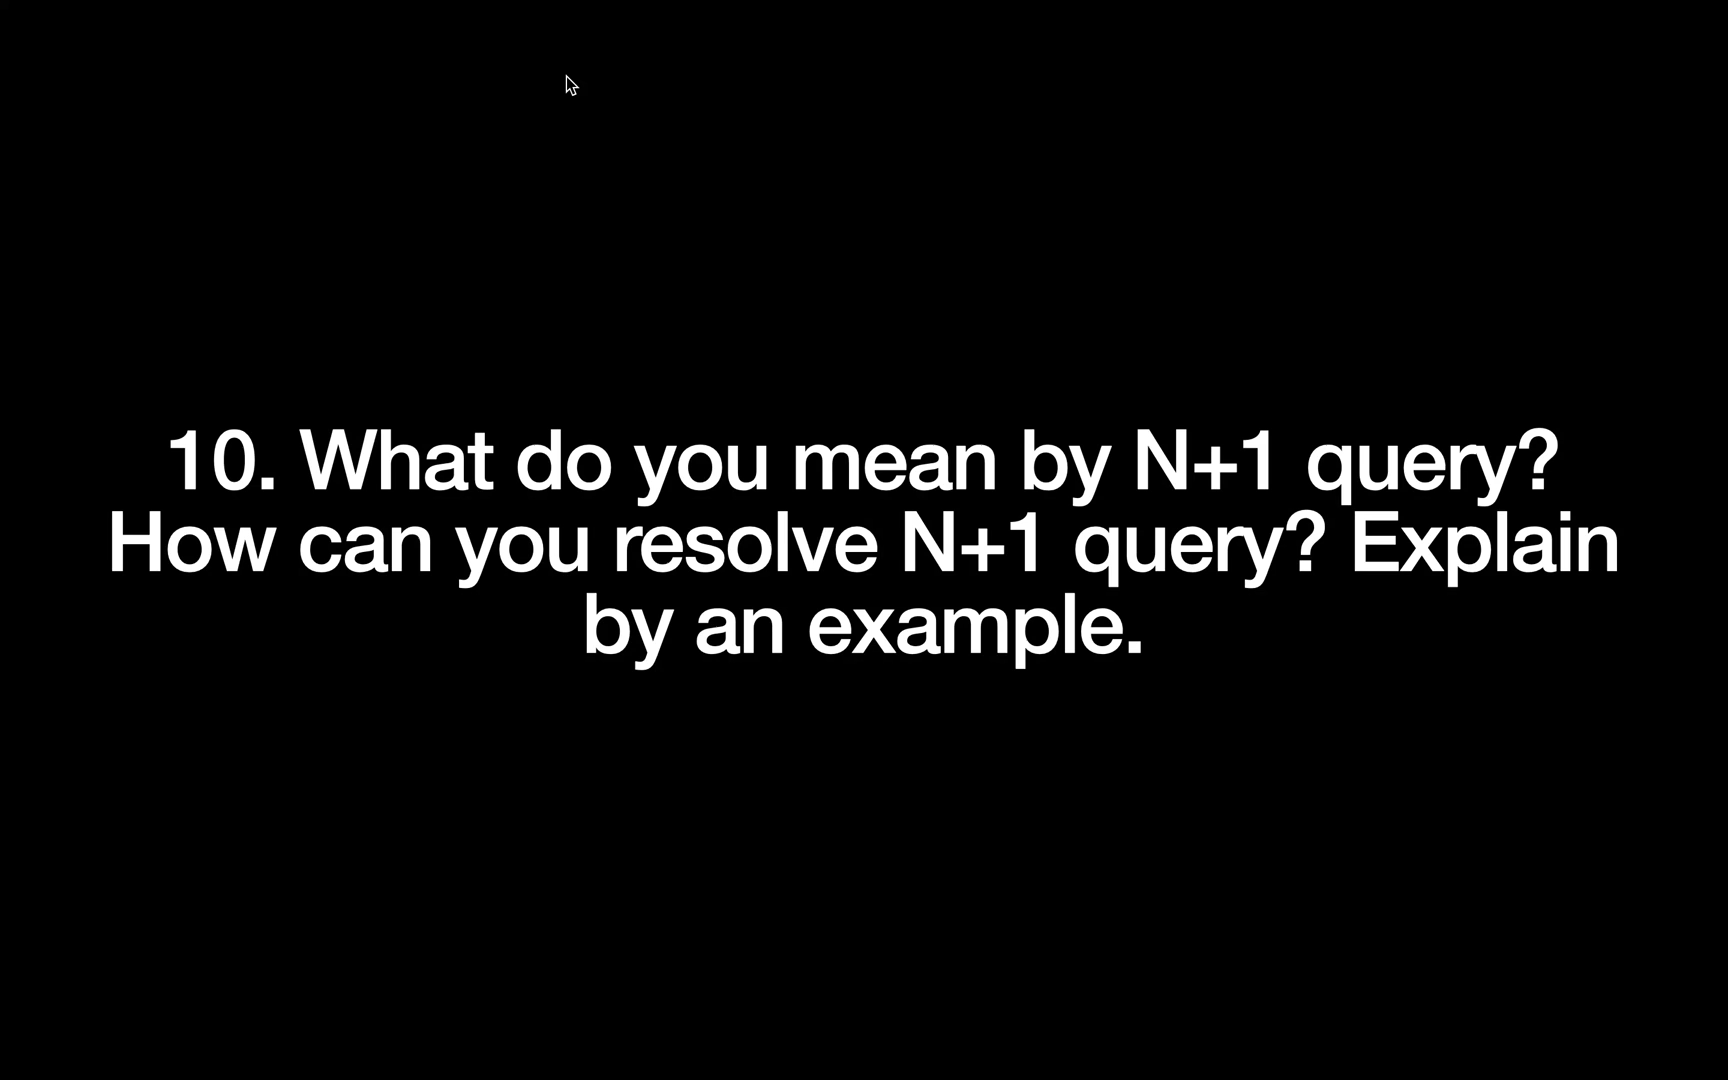 10. What do you mean by N+1 query?
How can you resolve N+1 query? Explain
by an example.